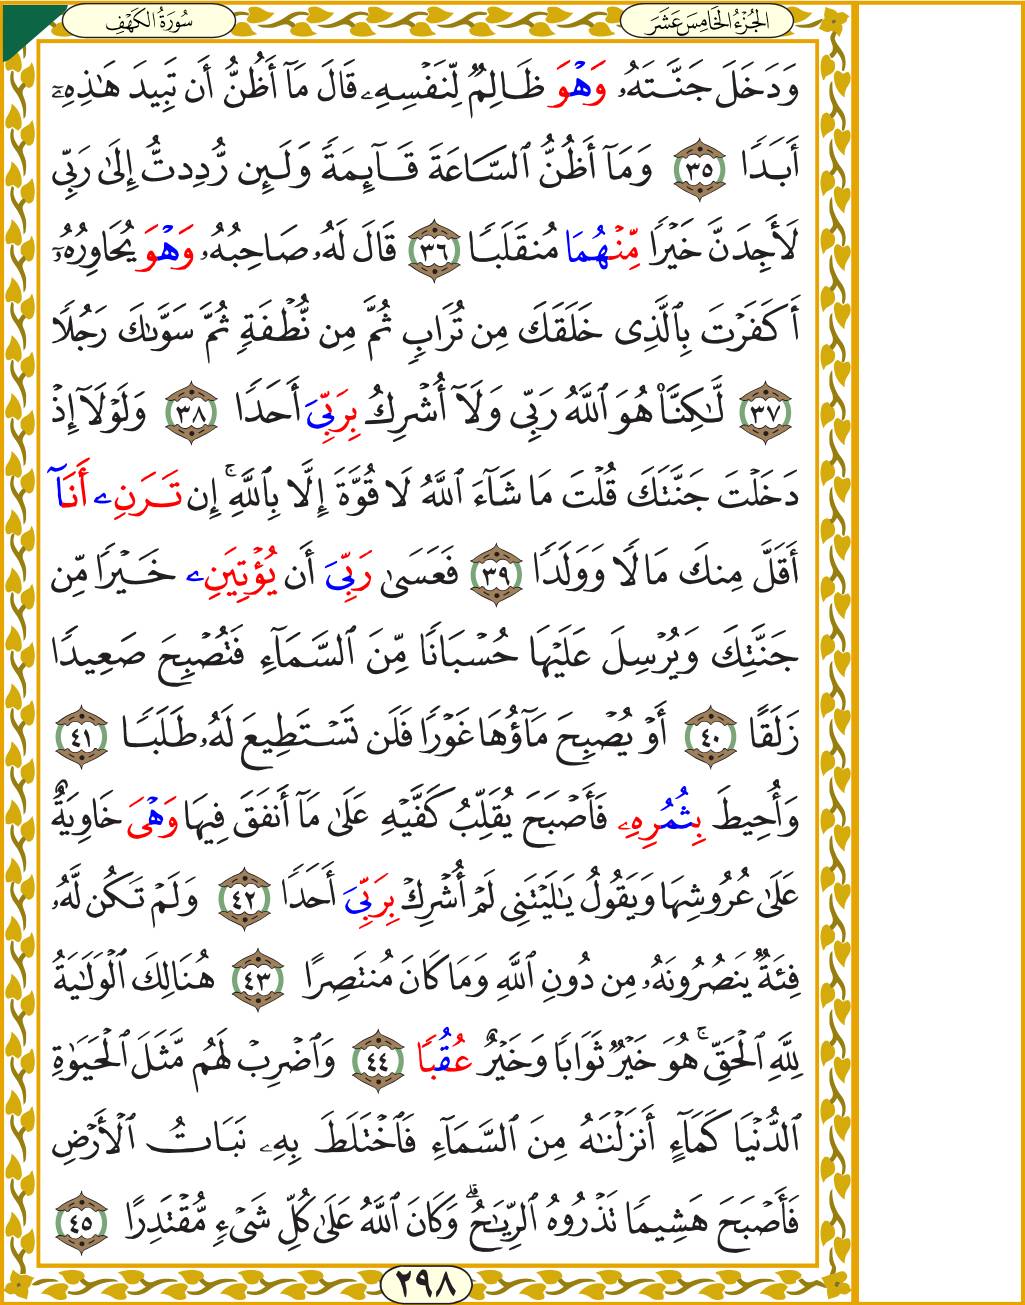 الجُزْءُ الخَامِسَ عَشَرَ
سُورَةُ الكَهْفِ
وَدَخَلَ جَنَّتَهُۥ وَهْوَ ظَالِمٌ لِّنَفْسِهِۦ قَالَ مَآ أَظُنُّ أَن تَبِيدَ هَٰذِهِۦٓ
أَبَدًا ٣٥ وَمَآ أَظُنُّ ٱلسَّاعَةَ قَآئِمَةً وَلَئِن رُّدِدتُّ إِلَىٰ رَبِّى
لَأَجِدَنَّ خَيْرًا مِّنْهُمَا مُنقَلَبًا ٣٦ قَالَ لَهُۥ صَاحِبُهُۥ وَهْوَ يُحَاوِرُهُۥٓ
أَكَفَرْتَ بِٱلَّذِى خَلَقَكَ مِن تُرَابٍ ثُمَّ مِن نُّطْفَةٍ ثُمَّ سَوَّىٰكَ رَجُلًا
٣٧ لَّٰكِنَّا۠ هُوَ ٱللَّهُ رَبِّى وَلَآ أُشْرِكُ بِرَبِّىَ أَحَدًا ٣٨ وَلَوْلَآ إِذْ
دَخَلْتَ جَنَّتَكَ قُلْتَ مَا شَآءَ ٱللَّهُ لَا قُوَّةَ إِلَّا بِٱللَّهِ ۚ إِن تَرَنِۦ أَنَآ
أَقَلَّ مِنكَ مَالًا وَوَلَدًا ٣٩ فَعَسَىٰ رَبِّىَ أَن يُؤْتِيَنِۦ خَيْرًا مِّن
جَنَّتِكَ وَيُرْسِلَ عَلَيْهَا حُسْبَانًا مِّنَ ٱلسَّمَآءِ فَتُصْبِحَ صَعِيدًا
زَلَقًا ٤٠ أَوْ يُصْبِحَ مَآؤُهَا غَوْرًا فَلَن تَسْتَطِيعَ لَهُۥ طَلَبًا ٤١
وَأُحِيطَ بِثُمُرِهِۦ فَأَصْبَحَ يُقَلِّبُ كَفَّيْهِ عَلَىٰ مَآ أَنفَقَ فِيهَا وَهْىَ خَاوِيَةٌ
عَلَىٰ عُرُوشِهَا وَيَقُولُ يَٰلَيْتَنِى لَمْ أُشْرِكْ بِرَبِّىَ أَحَدًا ٤٢ وَلَمْ تَكُن لَّهُۥ
فِئَةٌ يَنصُرُونَهُۥ مِن دُونِ ٱللَّهِ وَمَا كَانَ مُنتَصِرًا ٤٣ هُنَالِكَ ٱلْوَلَٰيَةُ
لِلَّهِ ٱلْحَقِّ ۚ هُوَ خَيْرٌ ثَوَابًا وَخَيْرٌ عُقُبًا ٤٤ وَٱضْرِبْ لَهُم مَّثَلَ ٱلْحَيَوٰةِ
ٱلدُّنْيَا كَمَآءٍ أَنزَلْنَٰهُ مِنَ ٱلسَّمَآءِ فَٱخْتَلَطَ بِهِۦ نَبَاتُ ٱلْأَرْضِ
فَأَصْبَحَ هَشِيمًا تَذْرُوهُ ٱلرِّيَٰحُ ۗ وَكَانَ ٱللَّهُ عَلَىٰ كُلِّ شَىْءٍ مُّقْتَدِرًا ٤٥
٢٩٨